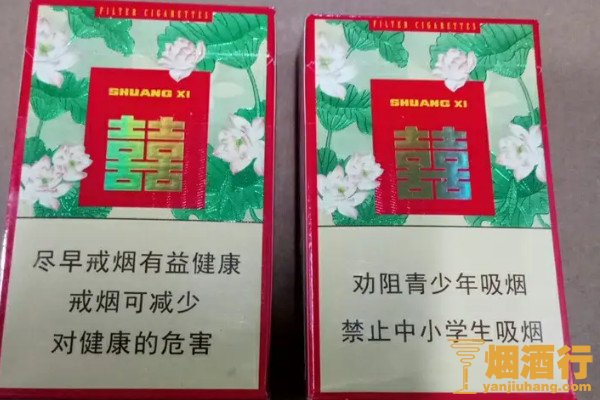 FILTER CIGARETTES
SHUANG XI
囍
尽早戒烟有益健康
戒烟可减少
对健康的危害
FILTER CIGARETTES
SHUANG XI
囍
劝阻青少年吸烟
禁止中小学生吸烟
烟酒行
yanjiuhang.com